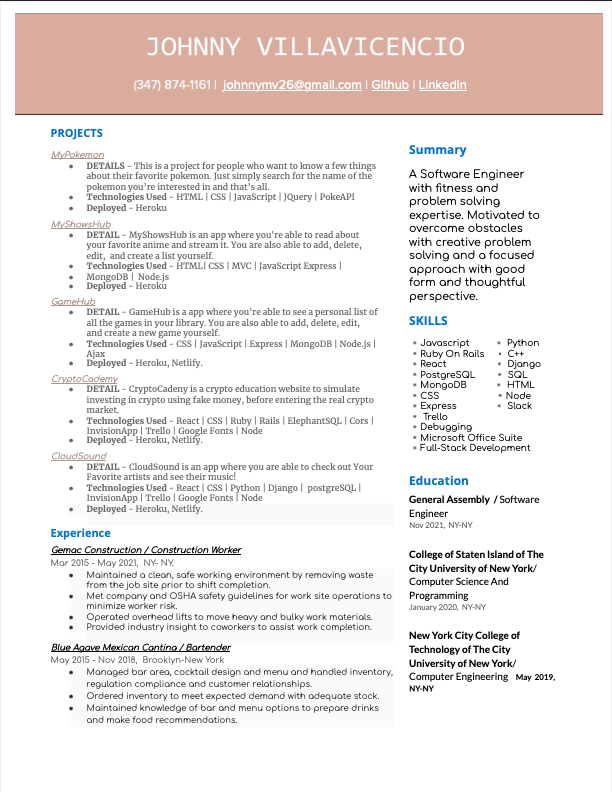 JOHNNY VILLAVICENCIO
(347) 874-1161 | johnnymv26@gmail.com | Github | Linkedin
PROJECTS
MyPokemon
● DETAILS - This is a project for people who want to know a few things
about their favorite pokemon. Just simply search for the name of the
pokemon you're interested in and that's all.
● Technologies Used - HTML | CSS | JavaScript | JQuery | PokeAPI
● Deployed - Heroku
MyShowsHub
● DETAIL - MyShowsHub is an app where you're able to read about
your favorite anime and stream it. You are also able to add, delete,
edit, and create a list yourself.
● Technologies Used - HTML| CSS | MVC | JavaScript Express |
● MongoDB | Node.js
● Deployed - Heroku
GameHub
● DETAIL - GameHub is a app where you're able to see a personal list of
all the games in your library. You are also able to add, delete, edit,
and create a new game yourself.
● Technologies Used - CSS | JavaScript | Express | MongoDB | Node.js |
Ajax
● Deployed - Heroku, Netlify.
CryptoCademy
● DETAIL - CryptoCadeny is a crypto education website to simulate
investing in crypto using fake money, before entering the real crypto
market.
● Technologies Used - React | CSS | Ruby | Rails | ElephantSQL | Cors |
InvisionApp | Trello | Google Fonts | Node
● Deployed - Heroku, Netlify.
CloudSound
● DETAIL - CloudSound is an app where you are able to check out Your
Favorite artists and see their music!
● Technologies Used - React | CSS | Python | Django | postgreSQL |
InvisionApp | Trello | Google Fonts | Node
● Deployed - Heroku, Netlify.
Experience
Gemac Construction / Construction Worker
Mar 2015 - May 2021, NY- NY.
● Maintained a clean, safe working environment by removing waste
from the job site prior to shift completion.
● Met company and OSHA safety guidelines for work site operations to
minimize worker risk.
● Operated overhead lifts to move heavy and bulky work materials.
● Provided industry insight to coworkers to assist work completion.
Blue Agave Mexican Cantina / Bartender
May 2015 - Nov 2018, Brooklyn-New York
● Managed bar area, cocktail design and menu and handled inventory,
regulation compliance and customer relationships.
● Ordered inventory to meet expected demand with adequate stock.
● Maintained knowledge of bar and menu options to prepare drinks
and make food recommendations.
Summary
A Software Engineer
with fitness and
problem solving
expertise. Motivated to
overcome obstacles
with creative problem
solving and a focused
approach with good
form and thoughtful
perspective.
SKILLS
Javascript Python
Ruby On Rails C++
React Django
PostgreSQL SQL
MongoDB HTML
CSS Node
Express Slack
Trello
Debugging
Microsoft Office Suite
Full-Stack Development
Education
General Assembly / Software
Engineer
Nov 2021, NY-NY
College of Staten Island of The
City University of New York/
Computer Science And
Programming
January 2020, NY-NY
New York City College of
Technology of The City
University of New York/
Computer Engineering May 2019,
NY-NY